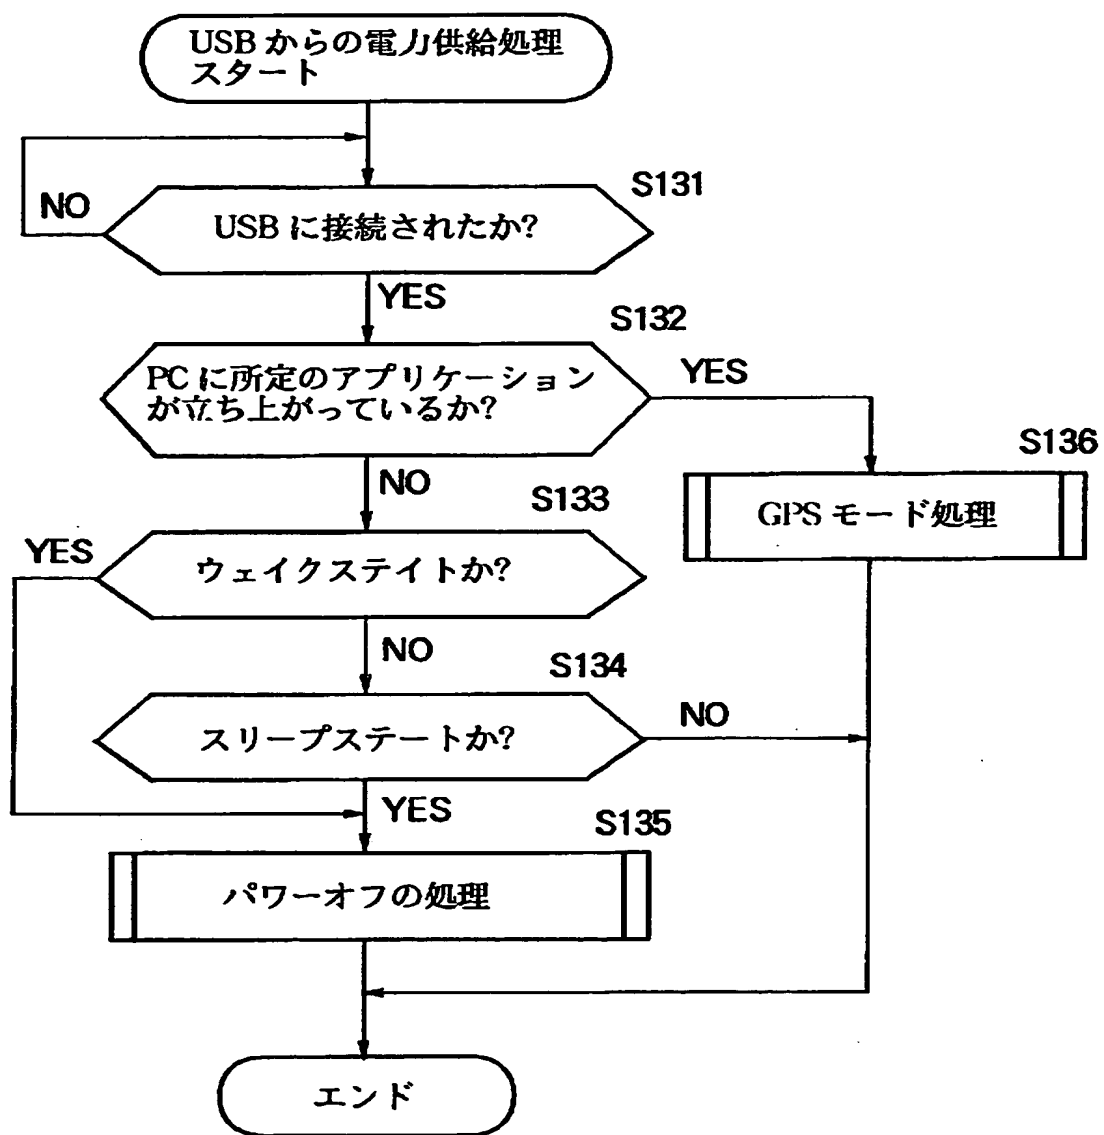 USB からの電力供給処理
スタート
S131
NO
USB に接続されたか?
YES
S132
PC に所定のアプリケーション
が立ち上がっているか?
YES
S136
NO
GPS モード処理
S133
YES
ウェイクステイトか?
NO
S134
スリープステートか?
NO
YES
S135
パワーオフの処理
エンド